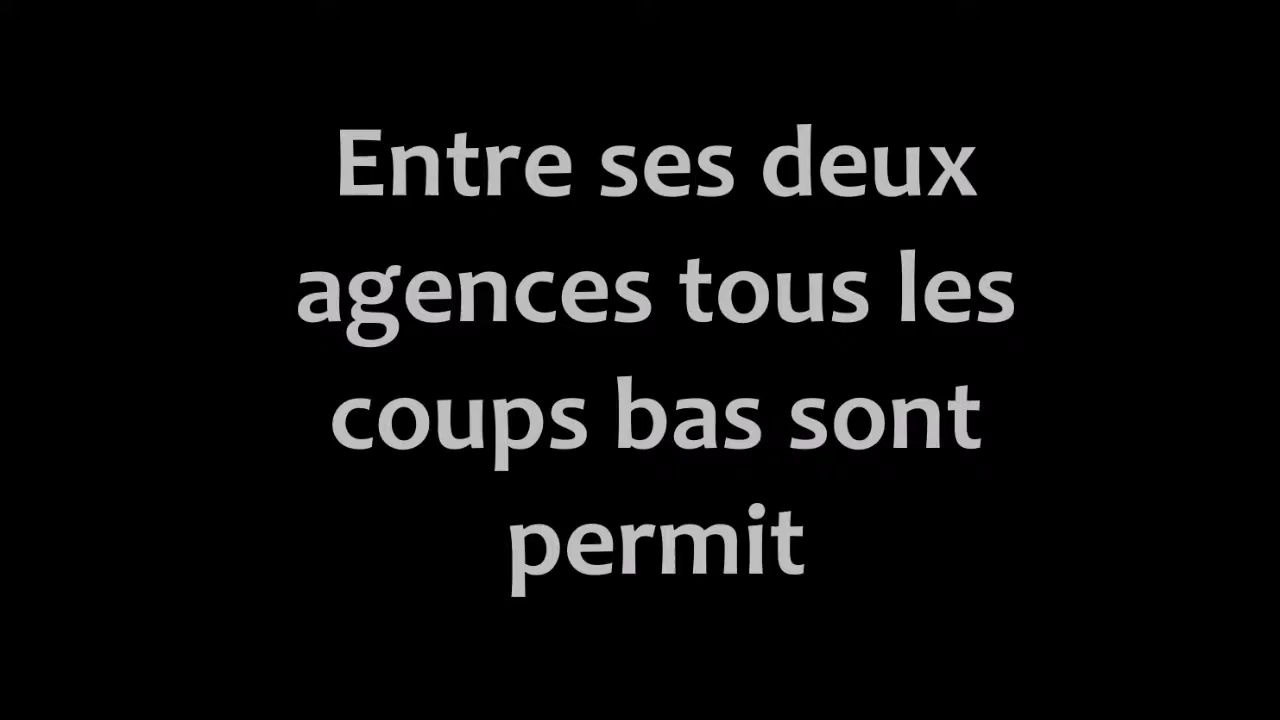 Entre ses deux
agences tous les
coups bas sont
permit